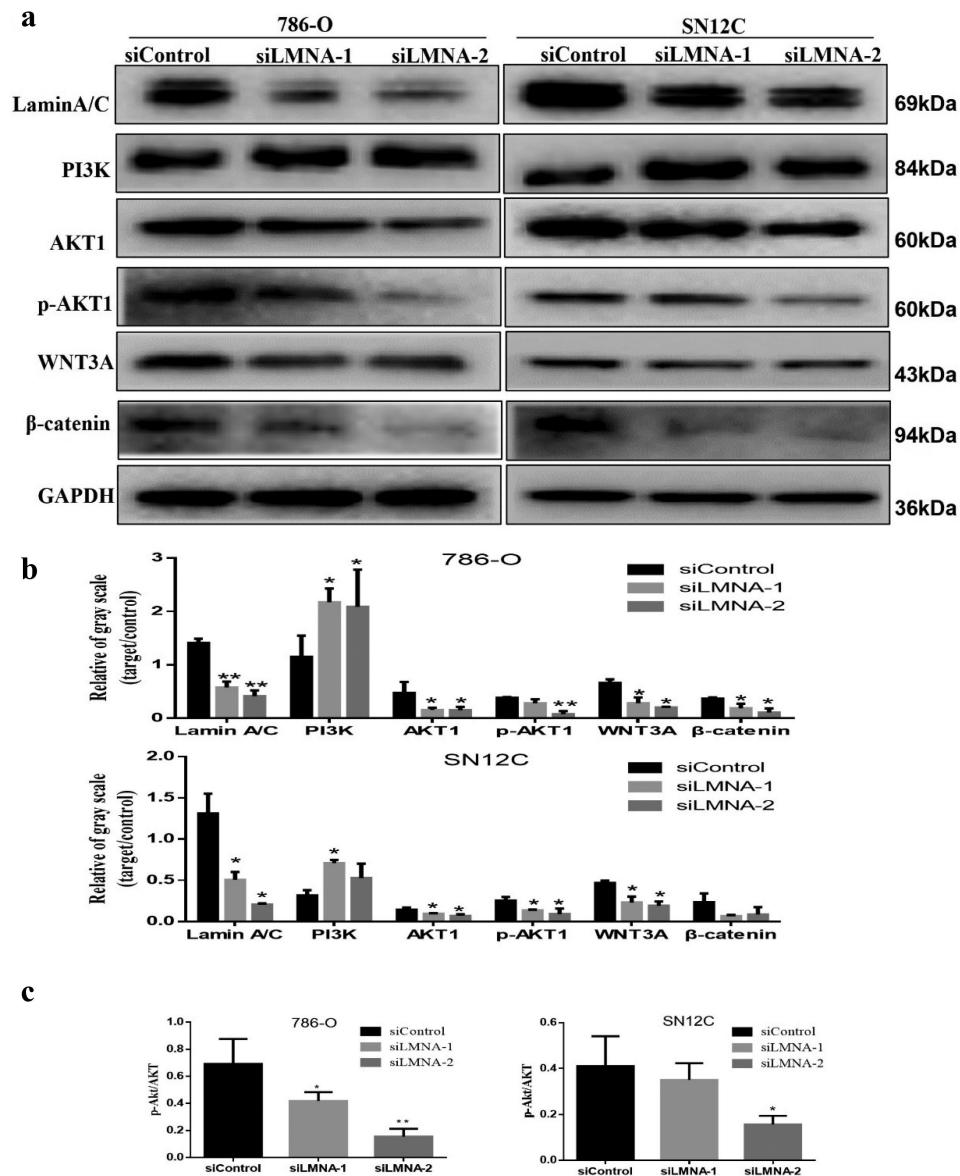 a
786-O SN12C
siControl siLMNA-1 siLMNA-2 siControl siLMNA-1 siLMNA-2
LaminA/C 69kDa
PI3K 84kDa
AKT1 60kDa
p-AKT1 60kDa
WNT3A 43kDa
β-catenin 94kDa
GAPDH 36kDa
b
786-O
Relative of gray scale
(target/control)
3
2
1
0
siControl
siLMNA-1
siLMNA-2
** ** * * * * ** * * * *
Lamin A/C PI3K AKT1 p-AKT1 WNT3A β-catenin
SN12C
Relative of gray scale
(target/control)
2.0
1.5
1.0
0.5
0.0
siControl
siLMNA-1
siLMNA-2
* * * * * * * * *
Lamin A/C PI3K AKT1 p-AKT1 WNT3A β-catenin
c
786-O
p-Akt/AKT
1.0
0.8
0.6
0.4
0.2
0.0
siControl
siLMNA-1
siLMNA-2
* **
siControl siLMNA-1 siLMNA-2
SN12C
p-Akt/AKT
0.6
0.4
0.2
0.0
siControl
siLMNA-1
siLMNA-2
*
siControl siLMNA-1 siLMNA-2